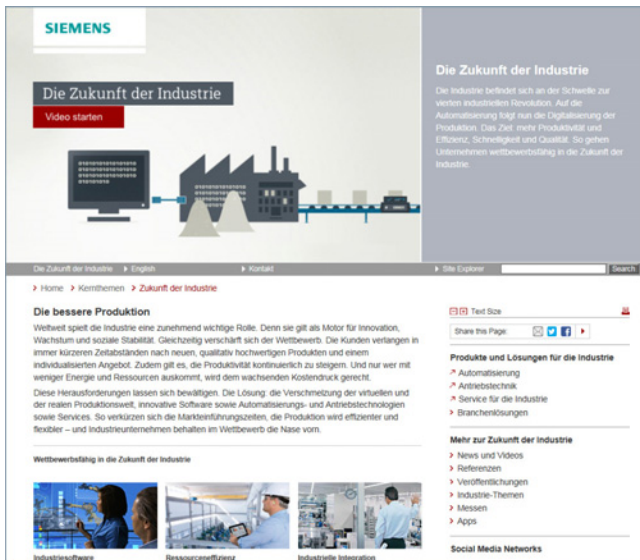 SIEMENS
Die Zukunft der Industrie
Video starten
Die Zukunft der Industrie
Die Industrie befindet sich an der Schwelle zur
vierten industriellen Revolution. Auf die
Automatisierung folgt nun die Digitalisierung der
Produktion. Das Ziel: mehr Produktivität und
Effizienz, Schnelligkeit und Qualität. So gehen
Unternehmen wettbewerbsfähig in die Zukunft der
Industrie.
Die Zukunft der Industrie English Kontakt Site Explorer Search
Home Kernthemen Zukunft der Industrie
Die bessere Produktion
Weltweit spielt die Industrie eine zunehmend wichtige Rolle. Denn sie gilt als Motor für Innovation,
Wachstum und soziale Stabilität. Gleichzeitig verschärft sich der Wettbewerb. Die Kunden verlangen in
immer kürzeren Zeitabständen nach neuen, qualitativ hochwertigen Produkten und einem
individualisierten Angebot. Zudem gilt es, die Produktivität kontinuierlich zu steigern. Und nur wer mit
weniger Energie und Ressourcen auskommt, wird dem wachsenden Kostendruck gerecht.
Diese Herausforderungen lassen sich bewältigen. Die Lösung: die Verschmelzung der virtuellen und
der realen Produktionswelt, innovative Software sowie Automatisierungs- und Antriebstechnologien
sowie Services. So verkürzen sich die Markteinführungszeiten, die Produktion wird effizienter und
flexibler – und Industrieunternehmen behalten im Wettbewerb die Nase vorn.
Wettbewerbsfähig in die Zukunft der Industrie
Industriesoftware
Ressourceneffizienz
Industrielle Integration
Text Size
Share this Page:
Produkte und Lösungen für die Industrie
Automatisierung
Antriebstechnik
Service für die Industrie
Branchenlösungen
Mehr zur Zukunft der Industrie
News und Videos
Referenzen
Veröffentlichungen
Industrie-Themen
Messen
Apps
Social Media Networks